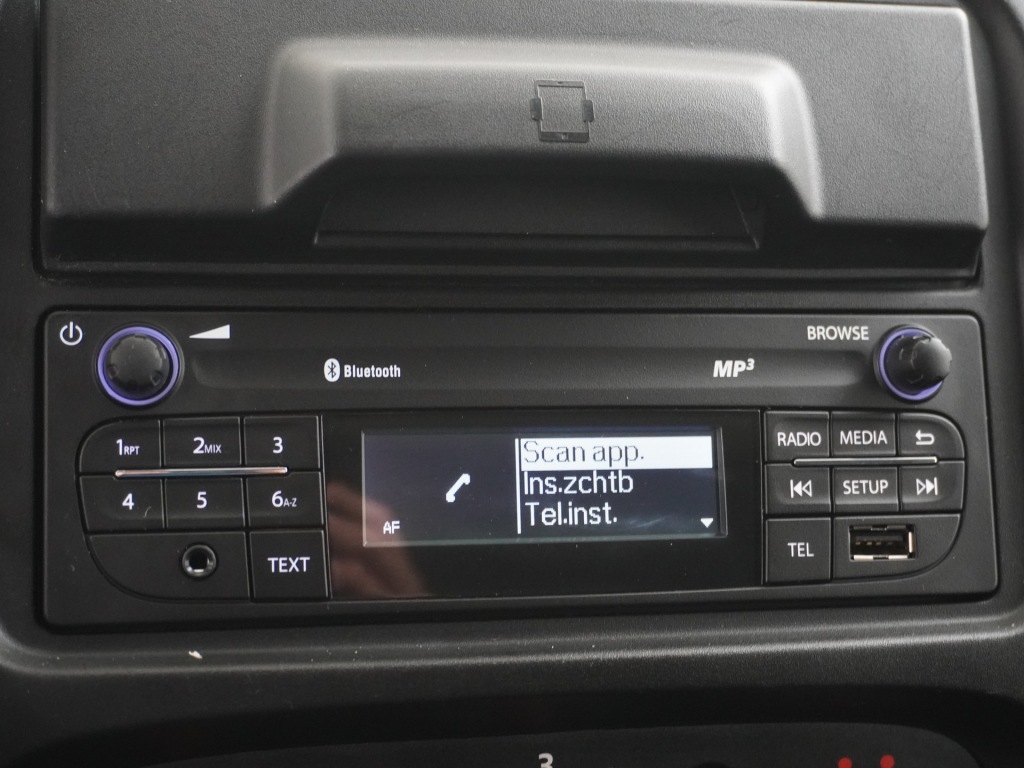 BROWSE
Bluetooth
MP3
1RPT 2MIX 3
4 5 6A-Z
TEXT
Scan app.
Ins.zchtb
Tel.inst.
AF
RADIO MEDIA
SETUP
TEL
3